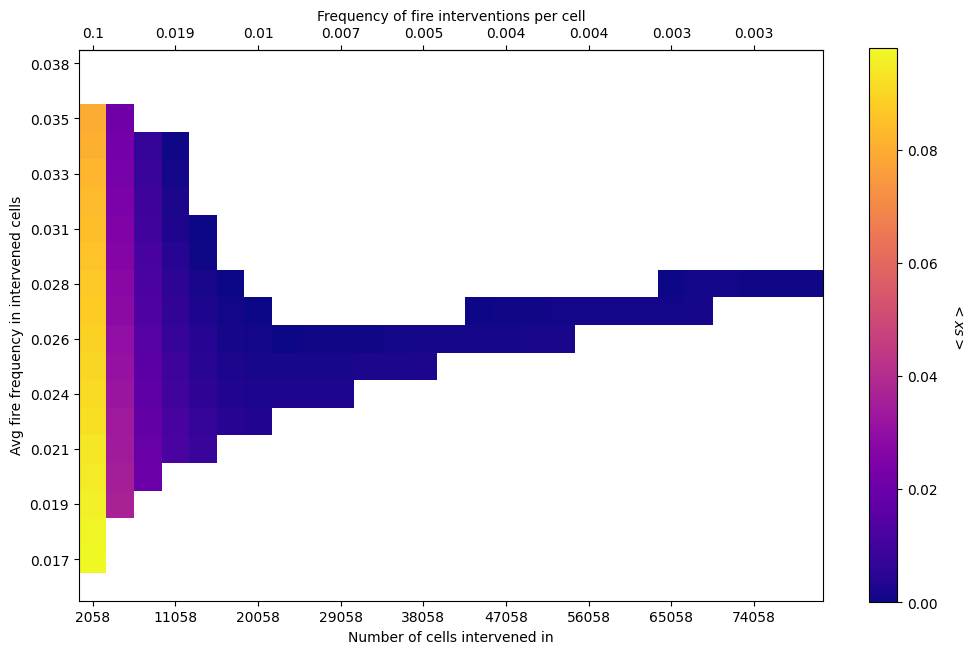 Frequency of fire interventions per cell
0.1 0.019 0.01 0.007 0.005 0.004 0.004 0.003 0.003
Avg fire frequency in intervened cells
0.038
0.035
0.033
0.031
0.028
0.026
0.024
0.021
0.019
0.017
2058 11058 20058 29058 38058 47058 56058 65058 74058
Number of cells intervened in
0.08
0.06
0.04
0.02
0.00
< sx >